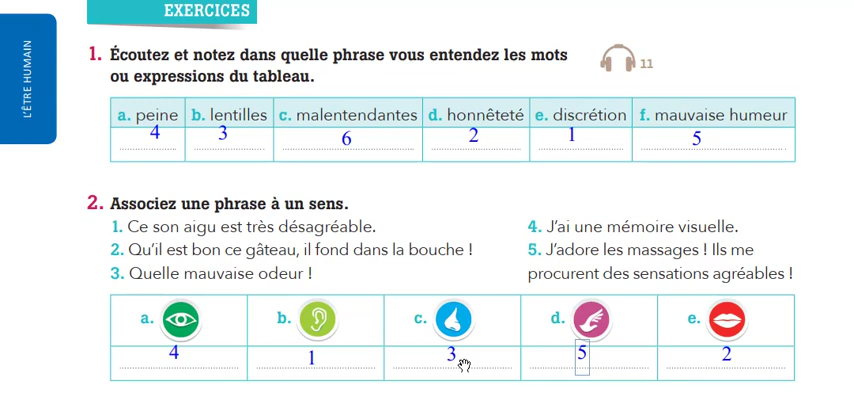 EXERCICES
L'ÊTRE HUMAIN
1. Écoutez et notez dans quelle phrase vous entendez les mots
ou expressions du tableau.
11
a. peine b. lentilles c. malentendantes d. honnêteté e. discrétion f. mauvaise humeur
4 3 6 2 1 5
2. Associez une phrase à un sens.
1. Ce son aigu est très désagréable.
2. Qu'il est bon ce gâteau, il fond dans la bouche !
3. Quelle mauvaise odeur !
4. J'ai une mémoire visuelle.
5. J'adore les massages ! Ils me
procurent des sensations agréables !
a. b. c. d. e.
4 1 3 5 2